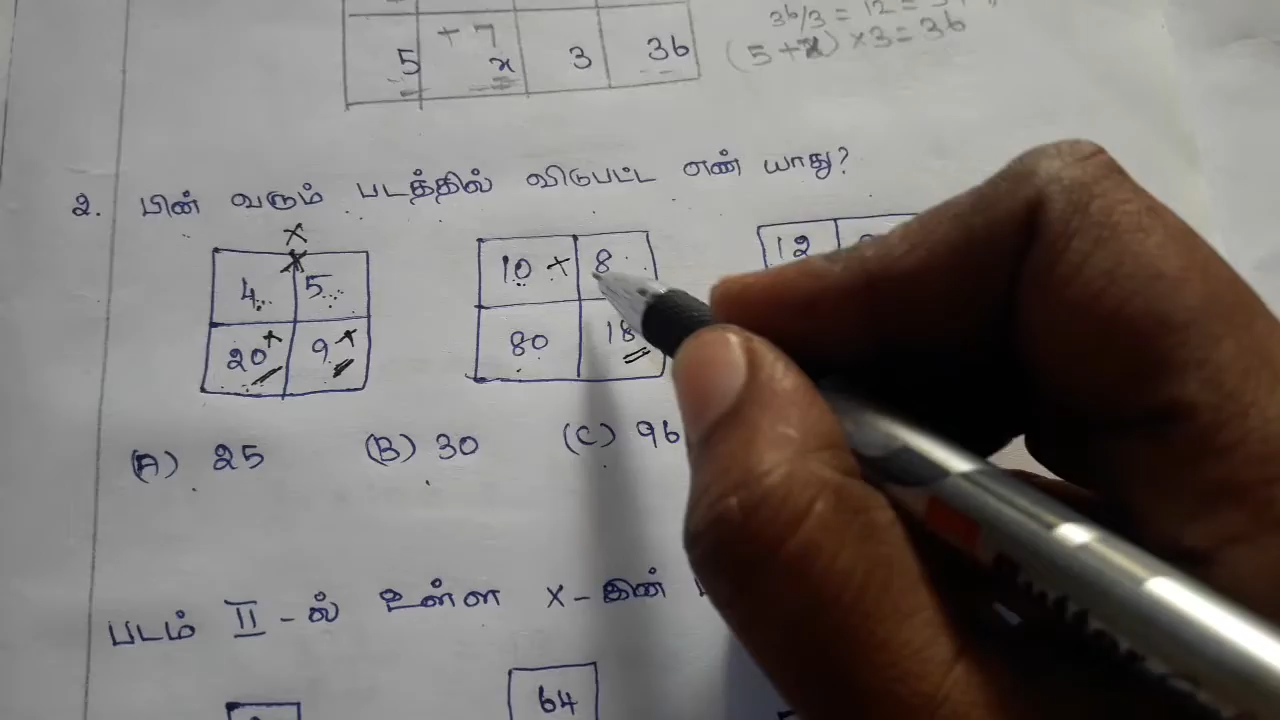 36/3 = 12 =
+7
5 x 3 36
(5+x) ×3 = 36
2. பின் வரும் படத்தில் விடுபட்ட எண் யாது?
×
4 × 5 10 + 8 12
20+ 9× 80 18
(A) 25 (B) 30 (C) 96
படம் II-ல் உள்ள x-இன்
64